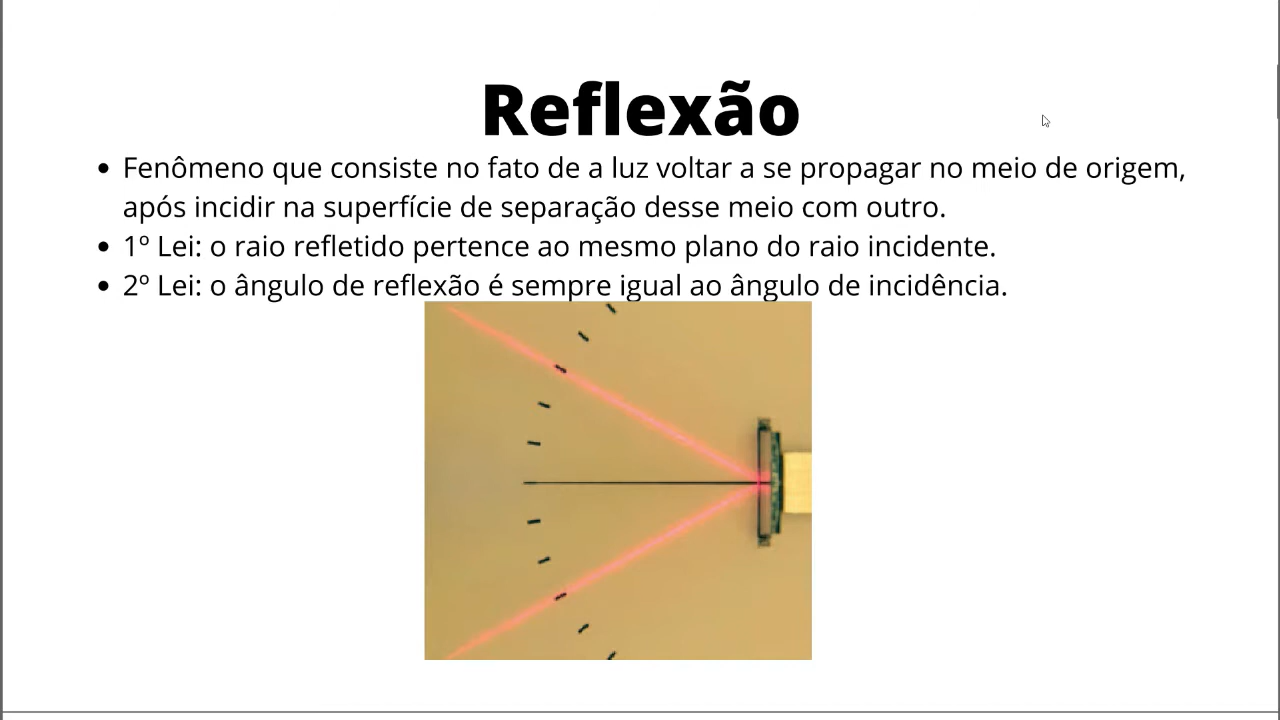 Reflexão
• Fenômeno que consiste no fato de a luz voltar a se propagar no meio de origem,
após incidir na superfície de separação desse meio com outro.
• 1º Lei: o raio refletido pertence ao mesmo plano do raio incidente.
• 2º Lei: o ângulo de reflexão é sempre igual ao ângulo de incidência.